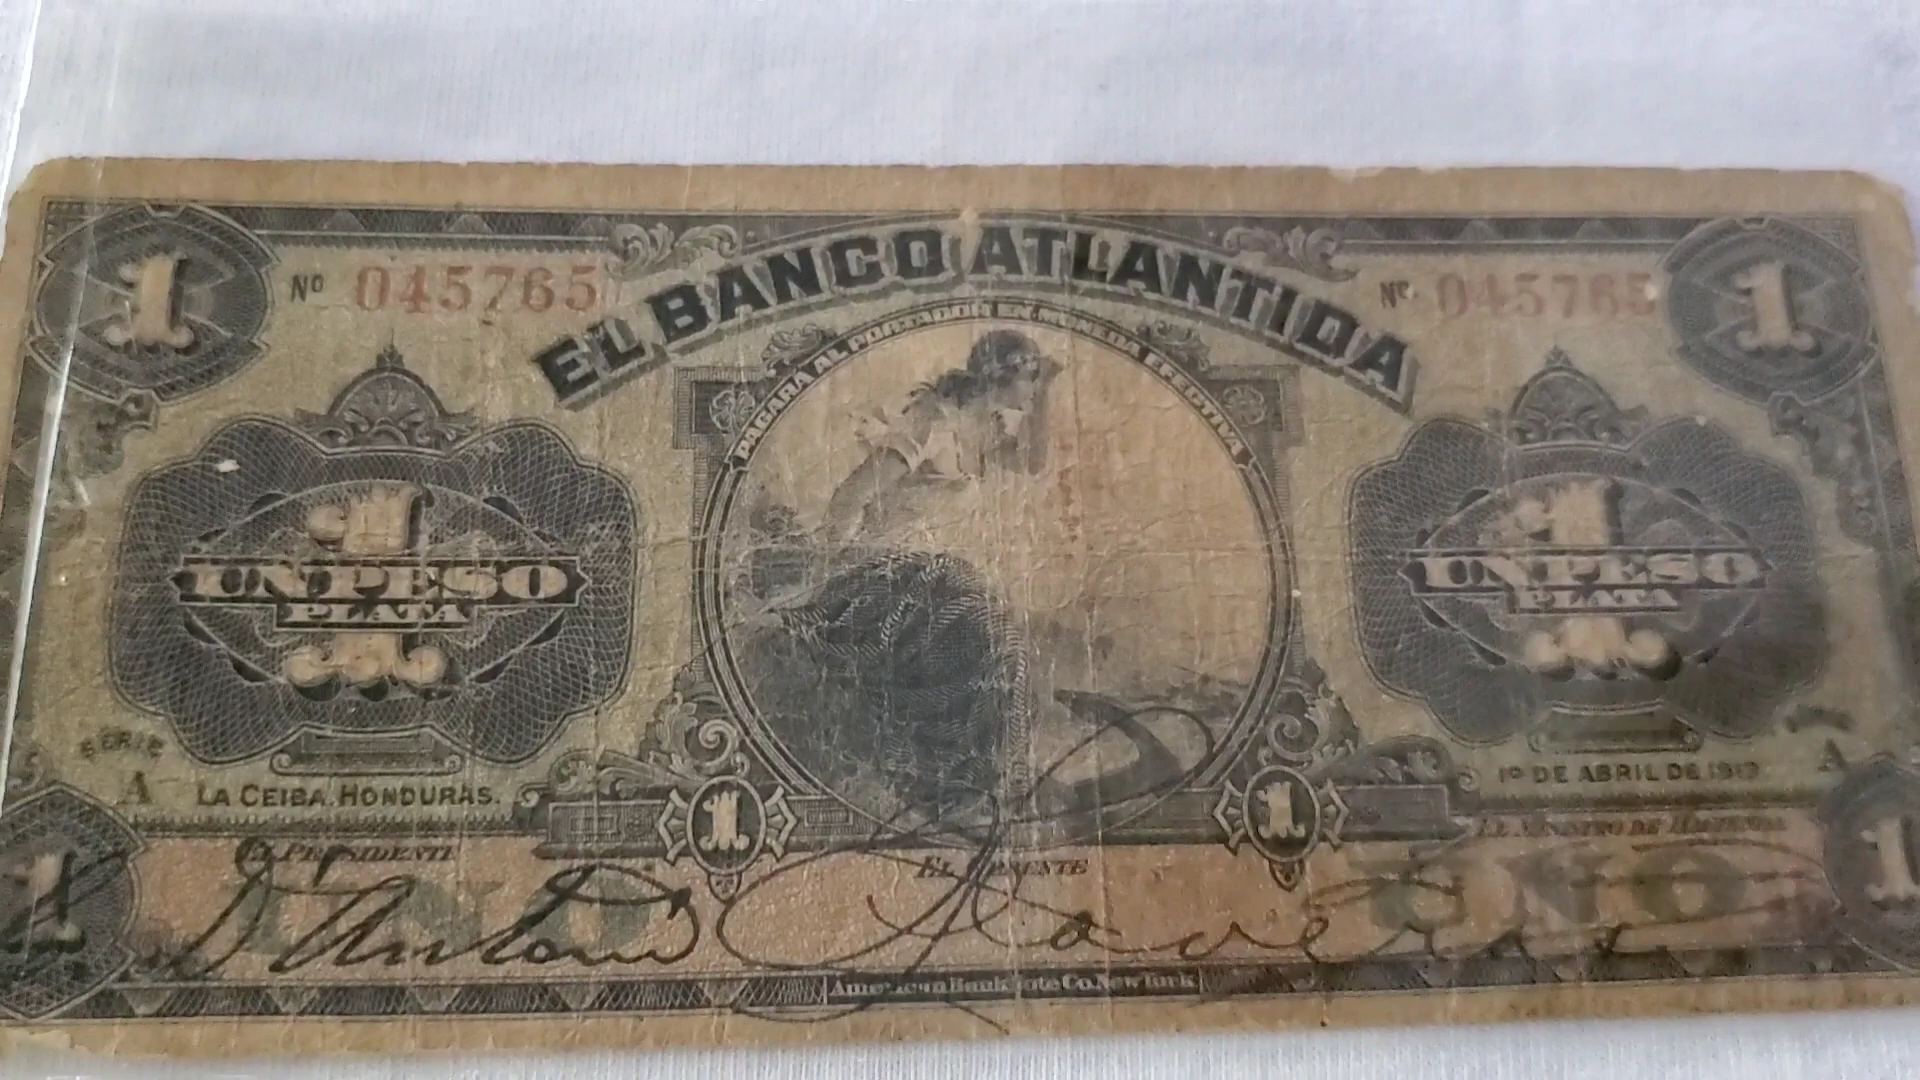 1 Nº 045765 EL BANCO ATLANTIDA Nº 045765 1
PAGARA AL PORTADOR EN MONEDA EFECTIVA
1 1
UN PESO UN PESO
PLATA PLATA
SERIE
A LA CEIBA, HONDURAS. 1 1 1º DE ABRIL DE 1913 A
EL PRESIDENTE EL GERENTE EL MINISTRO DE HACIENDA
1 UNO UNO 1
American Bank Note Co. New York